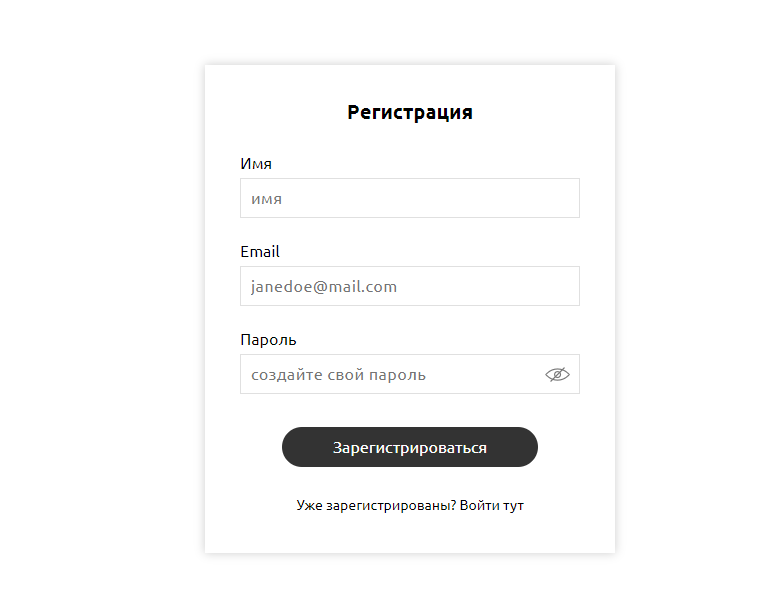 Регистрация
Имя
имя
Email
janedoe@mail.com
Пароль
создайте свой пароль
Зарегистрироваться
Уже зарегистрированы? Войти тут